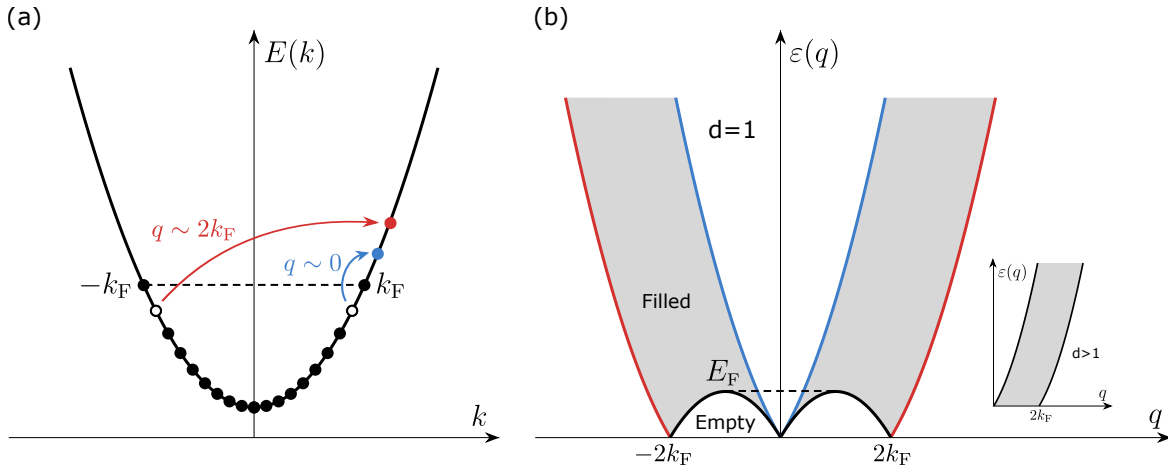 (a)
E(k)
q ∼ 2k_F
q ∼ 0
−k_F
k_F
k
(b)
ε(q)
d=1
Filled
E_F
Empty
−2k_F
2k_F
q
ε(q)
d>1
2k_F
q